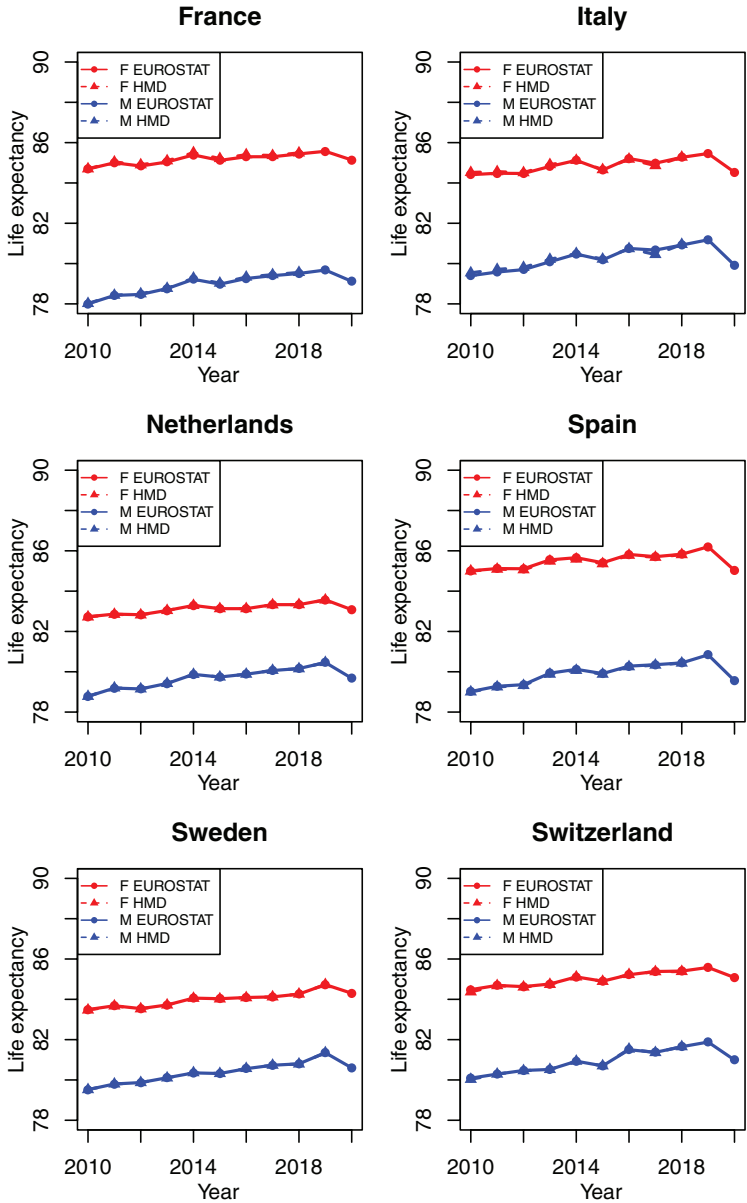 France
Life expectancy
90
86
82
78
F EUROSTAT
F HMD
M EUROSTAT
M HMD
2010 2014 2018
Year
Italy
Life expectancy
90
86
82
78
F EUROSTAT
F HMD
M EUROSTAT
M HMD
2010 2014 2018
Year
Netherlands
Life expectancy
90
86
82
78
F EUROSTAT
F HMD
M EUROSTAT
M HMD
2010 2014 2018
Year
Spain
Life expectancy
90
86
82
78
F EUROSTAT
F HMD
M EUROSTAT
M HMD
2010 2014 2018
Year
Sweden
Life expectancy
90
86
82
78
F EUROSTAT
F HMD
M EUROSTAT
M HMD
2010 2014 2018
Year
Switzerland
Life expectancy
90
86
82
78
F EUROSTAT
F HMD
M EUROSTAT
M HMD
2010 2014 2018
Year